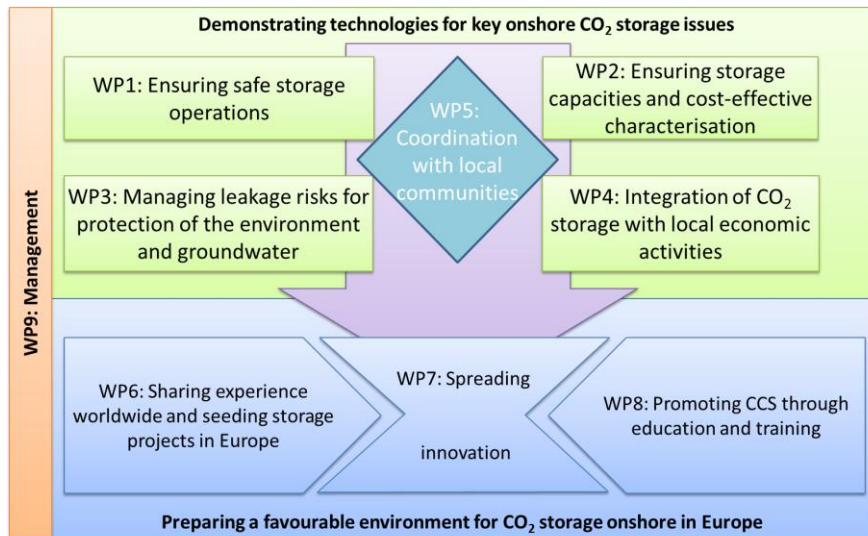 Demonstrating technologies for key onshore CO₂ storage issues
WP1: Ensuring safe storage
operations
WP2: Ensuring storage
capacities and cost-effective
characterisation
WP5:
Coordination
with local
communities
WP3: Managing leakage risks for
protection of the environment
and groundwater
WP4: Integration of CO₂
storage with local economic
activities
WP9: Management
WP6: Sharing experience
worldwide and seeding storage
projects in Europe
WP7: Spreading
innovation
WP8: Promoting CCS through
education and training
Preparing a favourable environment for CO₂ storage onshore in Europe